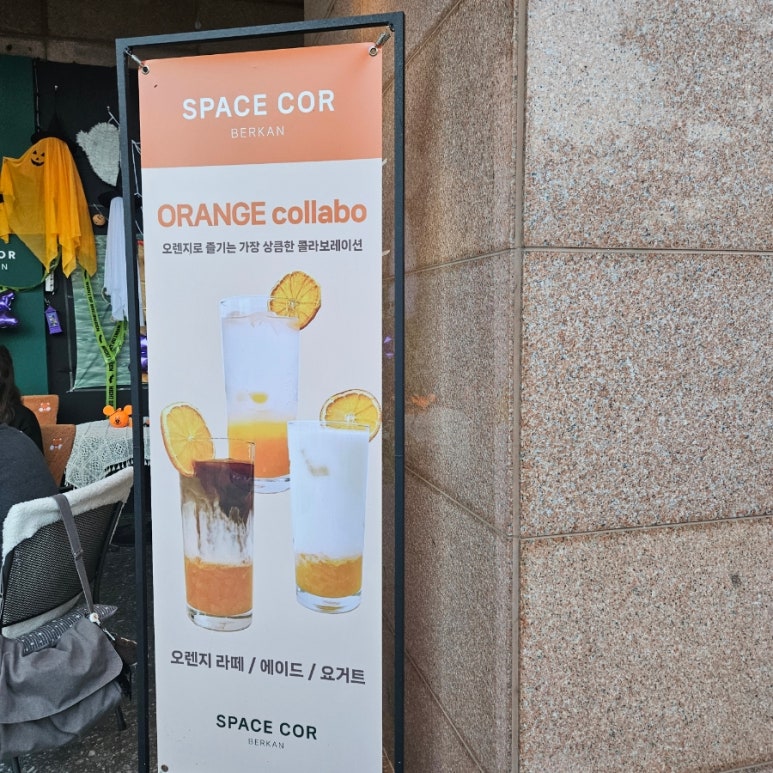 SPACE COR
BERKAN
ORANGE collabo
오렌지로 즐기는 가장 상큼한 콜라보레이션
오렌지 라떼 / 에이드 / 요거트
SPACE COR
BERKAN